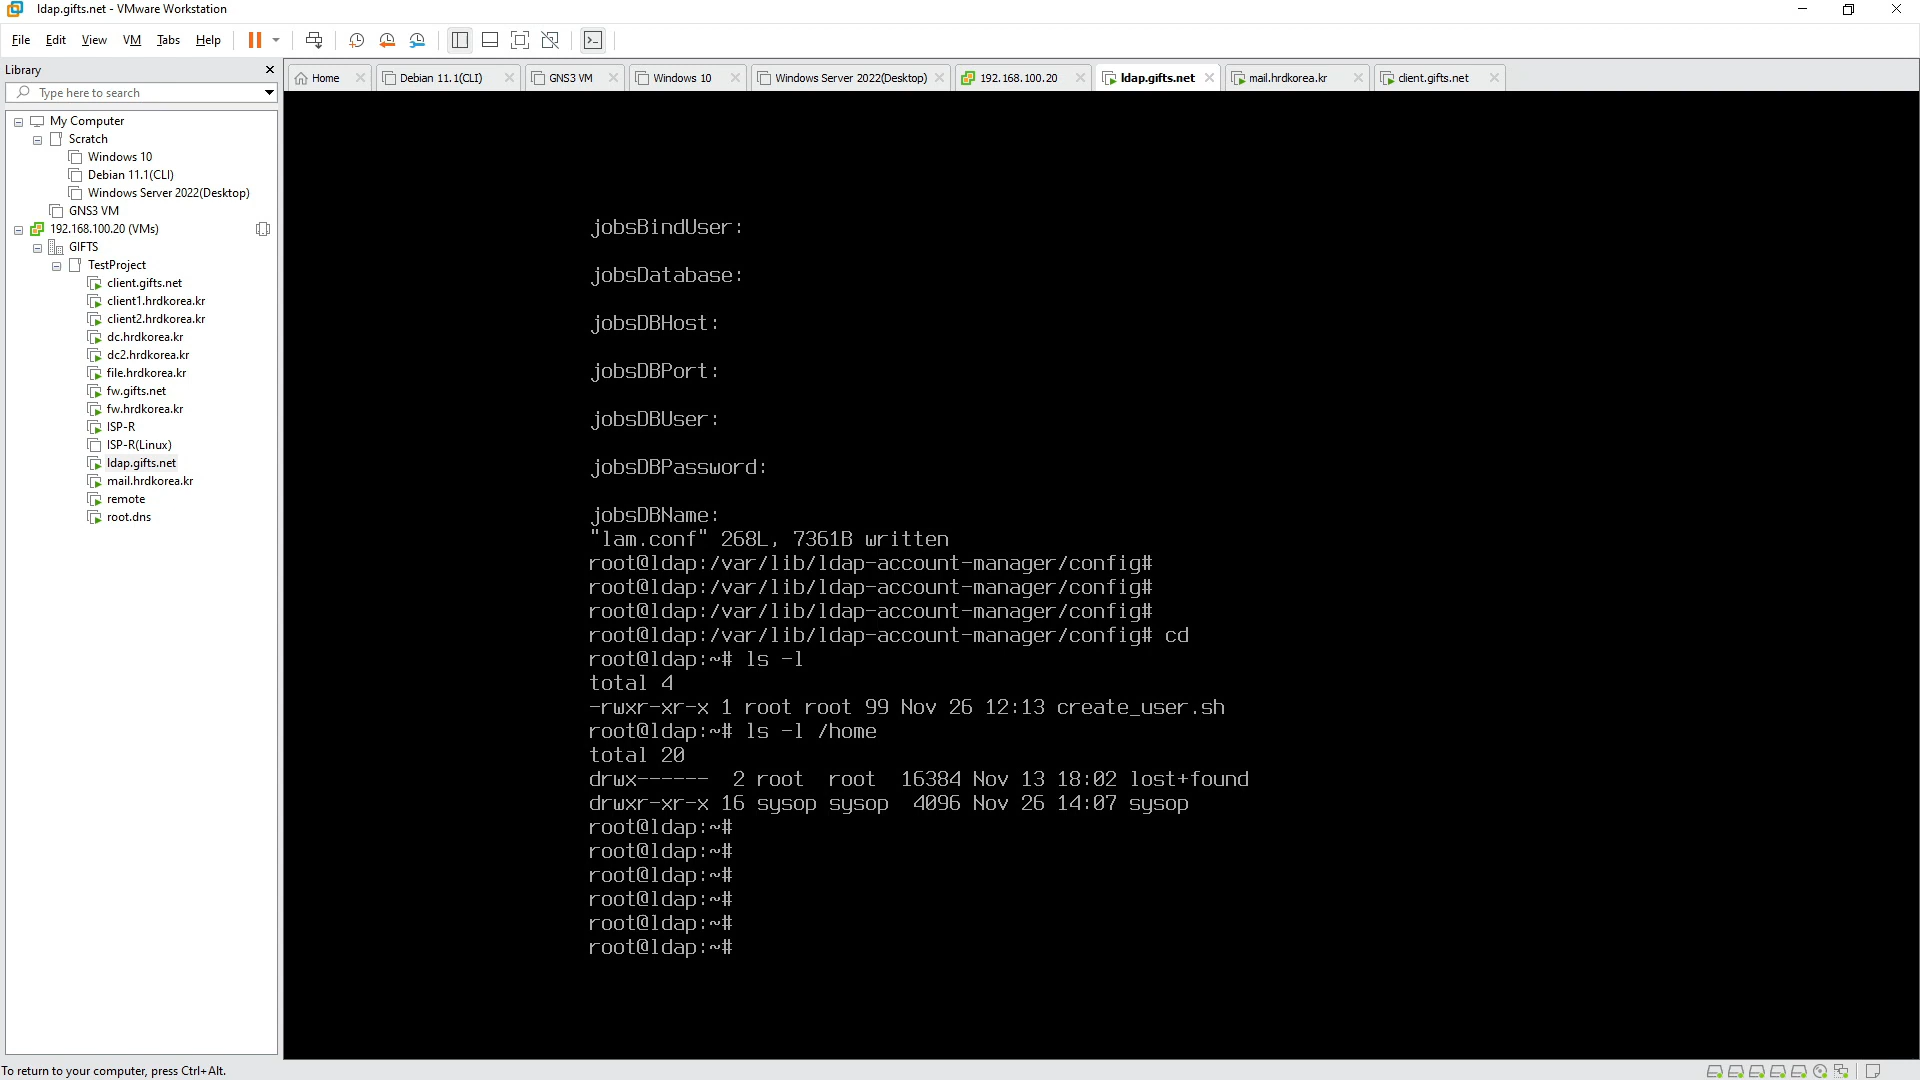 ldap.gifts.net - VMware Workstation
File Edit View VM Tabs Help
Library
Type here to search
My Computer
Scratch
Windows 10
Debian 11.1(CLI)
Windows Server 2022(Desktop)
GNS3 VM
192.168.100.20 (VMs)
GIFTS
TestProject
client.gifts.net
client1.hrdkorea.kr
client2.hrdkorea.kr
dc.hrdkorea.kr
dc2.hrdkorea.kr
file.hrdkorea.kr
fw.gifts.net
fw.hrdkorea.kr
ISP-R
ISP-R(Linux)
ldap.gifts.net
mail.hrdkorea.kr
remote
root.dns
Home Debian 11.1(CLI) GNS3 VM Windows 10 Windows Server 2022(Desktop) 192.168.100.20 ldap.gifts.net mail.hrdkorea.kr client.gifts.net
jobsBindUser:
jobsDatabase:
jobsDBHost:
jobsDBPort:
jobsDBUser:
jobsDBPassword:
jobsDBName:
"lam.conf" 268L, 7361B written
root@ldap:/var/lib/ldap-account-manager/config#
root@ldap:/var/lib/ldap-account-manager/config#
root@ldap:/var/lib/ldap-account-manager/config#
root@ldap:/var/lib/ldap-account-manager/config# cd
root@ldap:~# ls -l
total 4
-rwxr-xr-x 1 root root 99 Nov 26 12:13 create_user.sh
root@ldap:~# ls -l /home
total 20
drwx------  2 root  root  16384 Nov 13 18:02 lost+found
drwxr-xr-x 16 sysop sysop  4096 Nov 26 14:07 sysop
root@ldap:~#
root@ldap:~#
root@ldap:~#
root@ldap:~#
root@ldap:~#
root@ldap:~#
To return to your computer, press Ctrl+Alt.